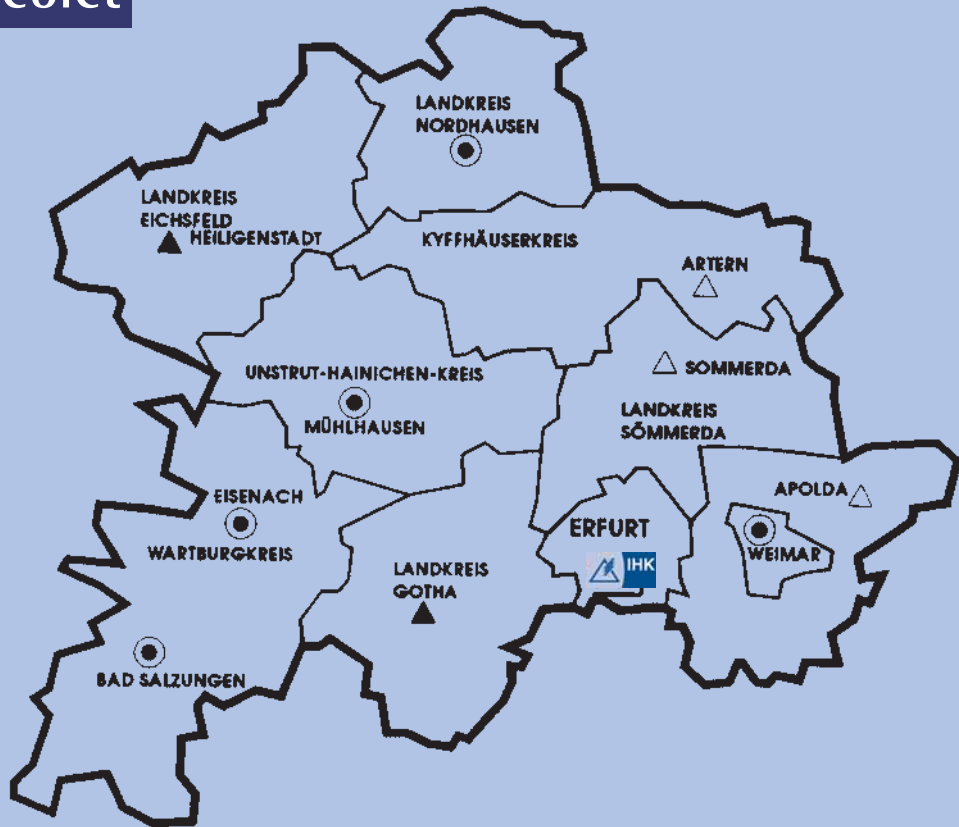 LANDKREIS
NORDHAUSEN
LANDKREIS
EICHSFELD
HEILIGENSTADT
KYFFHÄUSERKREIS
ARTERN
UNSTRUT-HAINICHEN-KREIS
MÜHLHAUSEN
SOMMERDA
LANDKREIS
SÖMMERDA
EISENACH
WARTBURGKREIS
LANDKREIS
GOTHA
ERFURT
IHK
APOLDA
WEIMAR
BAD SALZUNGEN